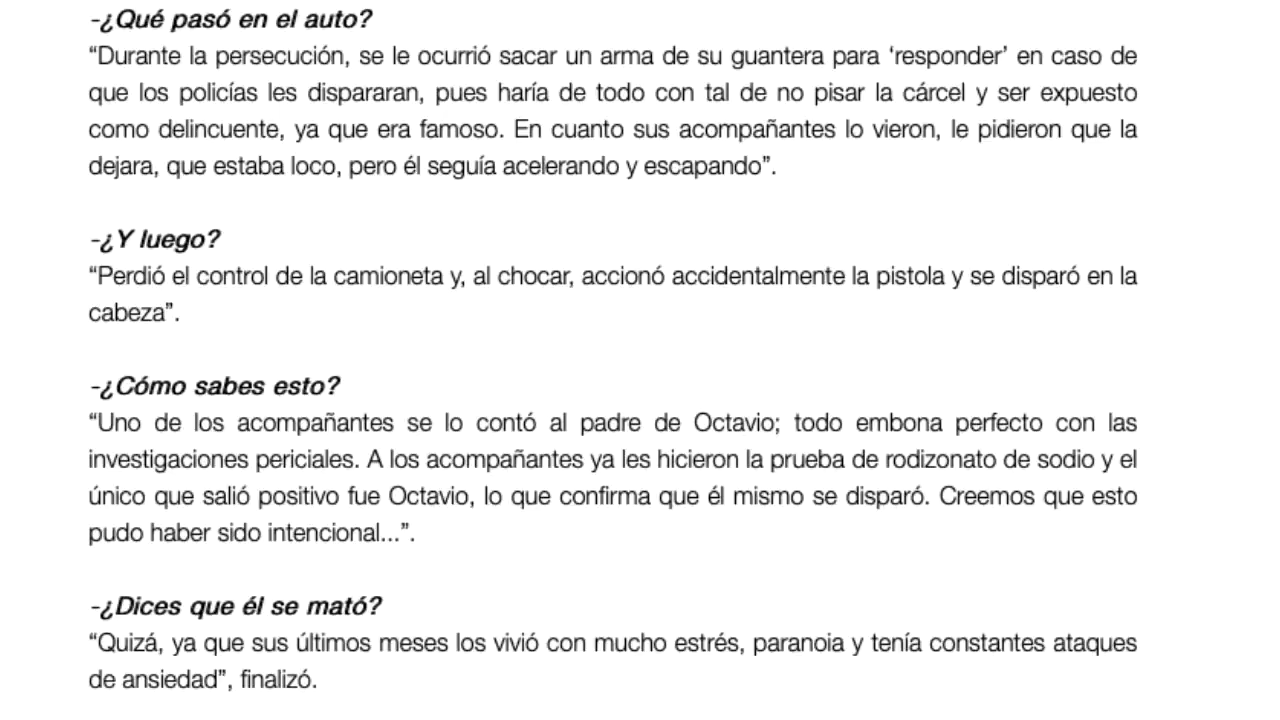 -¿Qué pasó en el auto?
“Durante la persecución, se le ocurrió sacar un arma de su guantera para ‘responder’ en caso de
que los policías les dispararan, pues haría de todo con tal de no pisar la cárcel y ser expuesto
como delincuente, ya que era famoso. En cuanto sus acompañantes lo vieron, le pidieron que la
dejara, que estaba loco, pero él seguía acelerando y escapando”.
-¿Y luego?
“Perdió el control de la camioneta y, al chocar, accionó accidentalmente la pistola y se disparó en la
cabeza”.
-¿Cómo sabes esto?
“Uno de los acompañantes se lo contó al padre de Octavio; todo embona perfecto con las
investigaciones periciales. A los acompañantes ya les hicieron la prueba de rodizonato de sodio y el
único que salió positivo fue Octavio, lo que confirma que él mismo se disparó. Creemos que esto
pudo haber sido intencional...”.
-¿Dices que él se mató?
“Quizá, ya que sus últimos meses los vivió con mucho estrés, paranoia y tenía constantes ataques
de ansiedad”, finalizó.